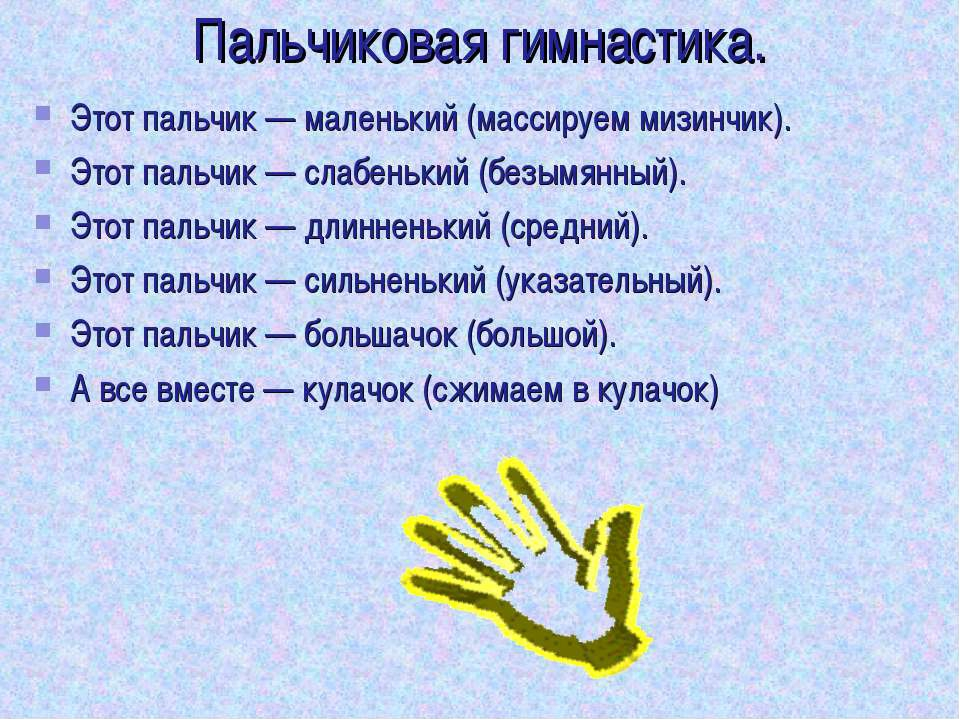 Пальчиковая гимнастика.
Этот пальчик — маленький (массируем мизинчик).
Этот пальчик — слабенький (безымянный).
Этот пальчик — длинненький (средний).
Этот пальчик — сильненький (указательный).
Этот пальчик — большачок (большой).
А все вместе — кулачок (сжимаем в кулачок)